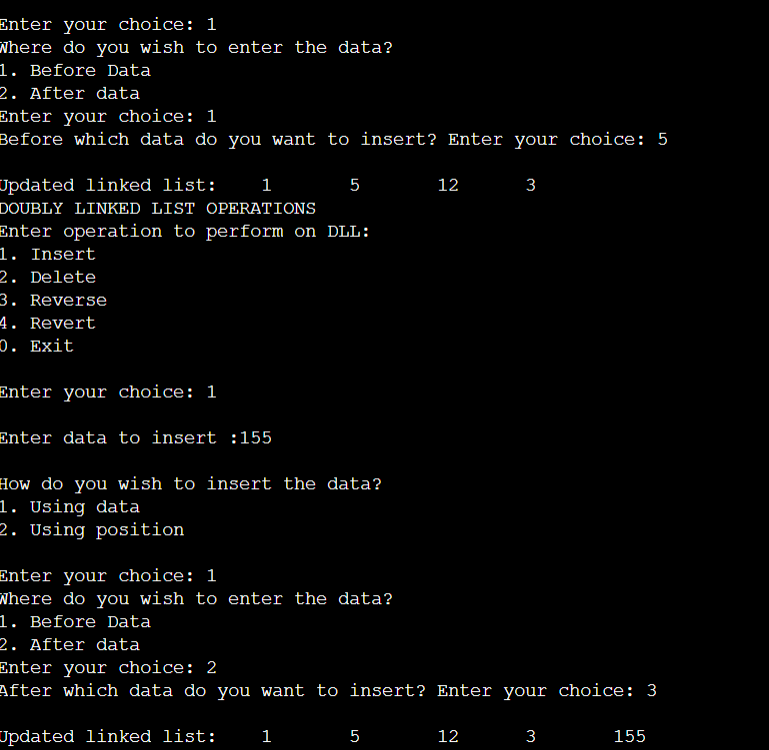 Enter your choice: 1
Where do you wish to enter the data?
1. Before Data
2. After data
Enter your choice: 1
Before which data do you want to insert? Enter your choice: 5
Updated linked list: 1 5 12 3
DOUBLY LINKED LIST OPERATIONS
Enter operation to perform on DLL:
1. Insert
2. Delete
3. Reverse
4. Revert
0. Exit
Enter your choice: 1
Enter data to insert :155
How do you wish to insert the data?
1. Using data
2. Using position
Enter your choice: 1
Where do you wish to enter the data?
1. Before Data
2. After data
Enter your choice: 2
After which data do you want to insert? Enter your choice: 3
Updated linked list: 1 5 12 3 155